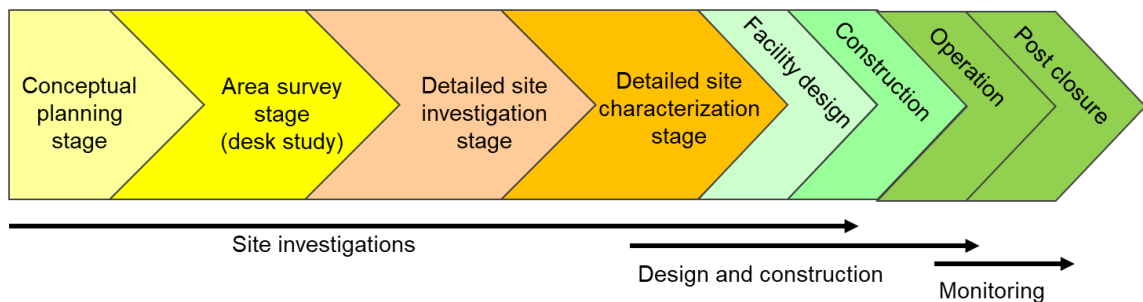 Conceptual
planning
stage
Area survey
stage
(desk study)
Detailed site
investigation
stage
Detailed site
characterization
stage
Facility design
Construction
Operation
Post closure
Site investigations
Design and construction
Monitoring